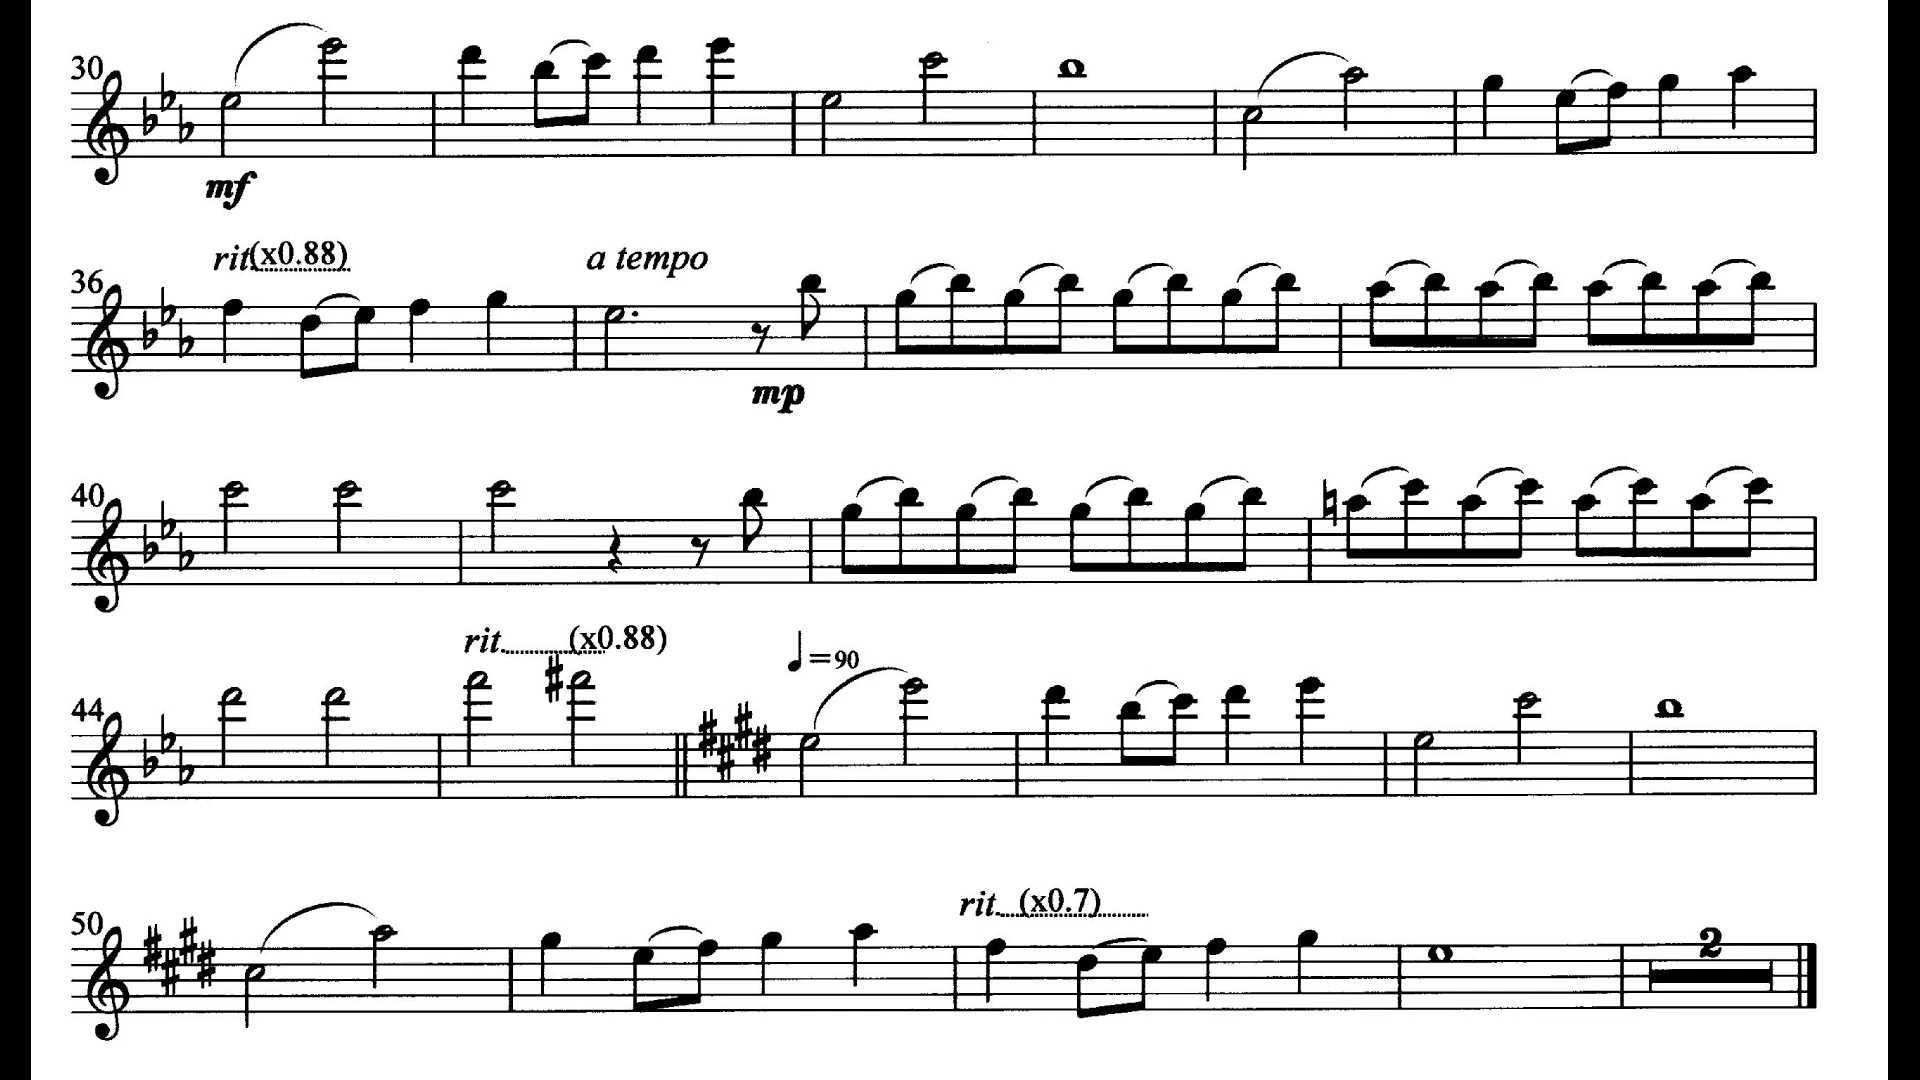 30
mf
rit. (x0.88)
a tempo
36
mp
40
rit. (x0.88)
♩=90
44
rit. (x0.7)
50
2